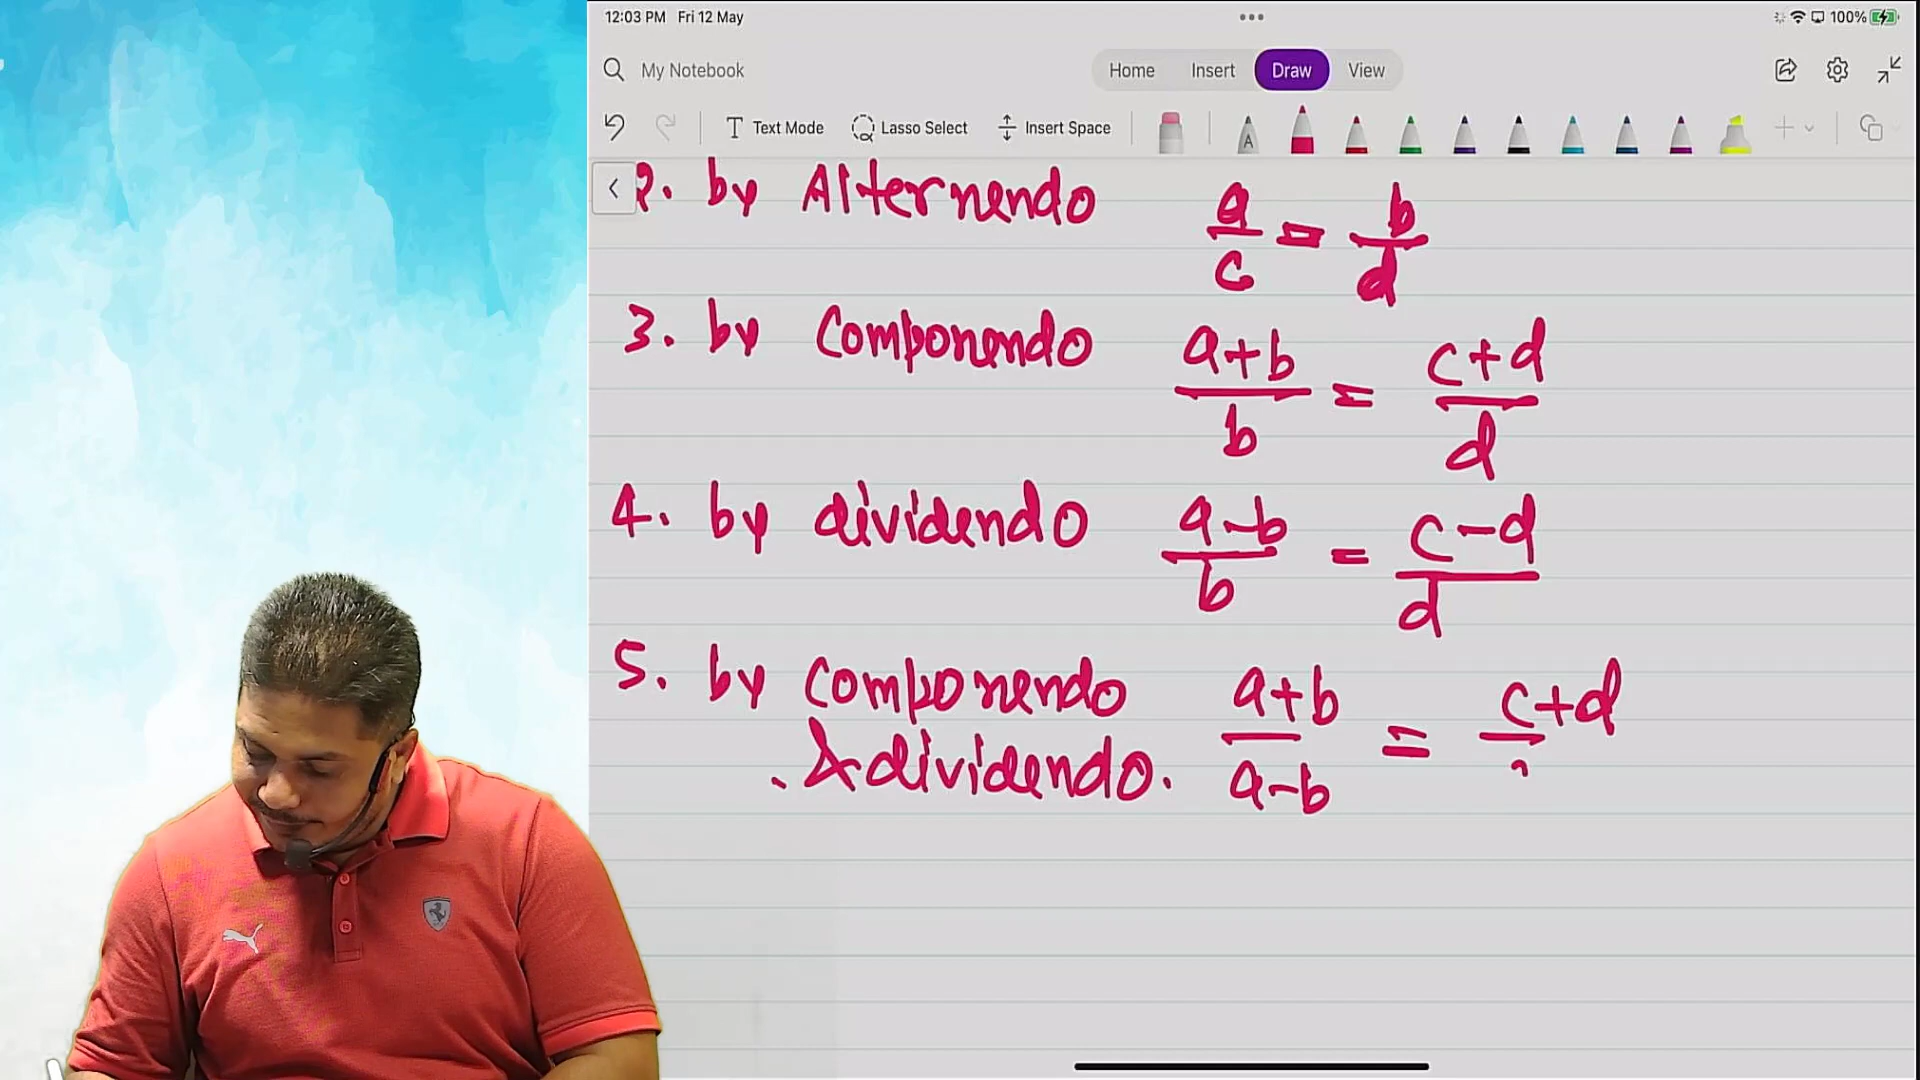 12:03 PM Fri 12 May
100%
My Notebook
Home Insert Draw View
T Text Mode Lasso Select Insert Space A
2. by Alternendo a/c = b/d
3. by Componendo a+b/b = c+d/d
4. by dividendo a-b/b = c-d/d
5. by Componendo a+b/a-b = c+d/
& dividendo.